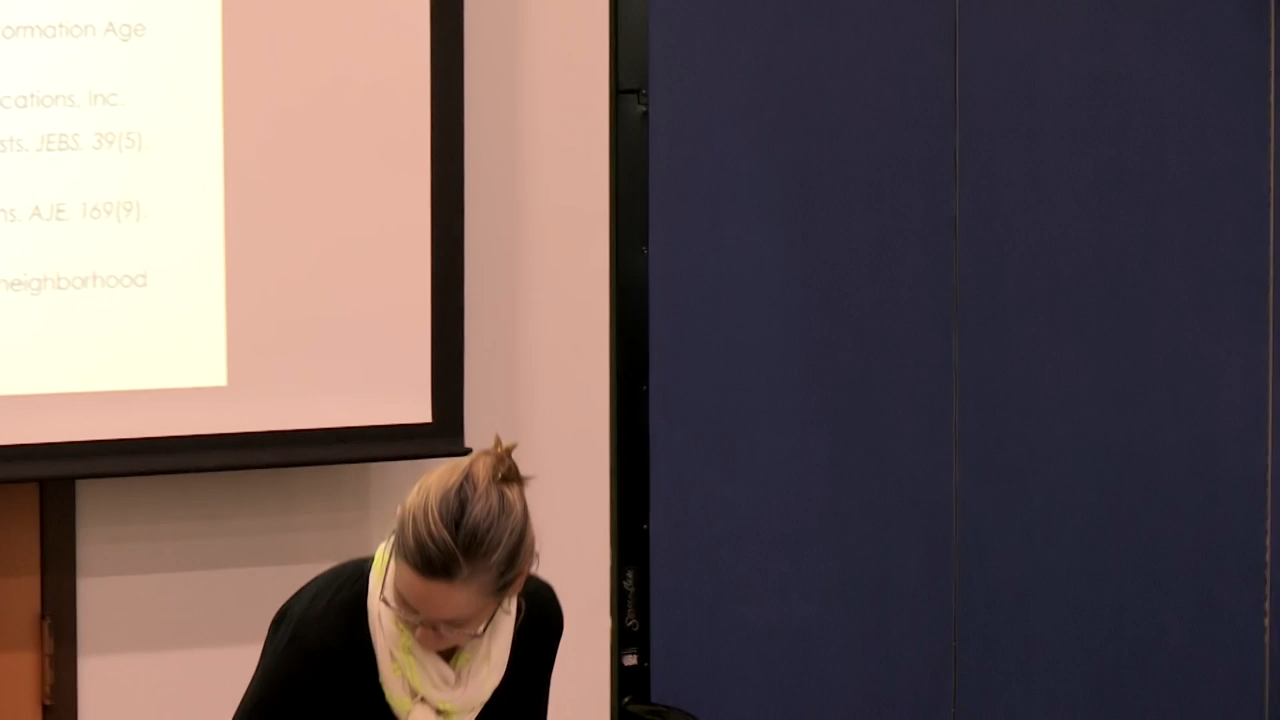 ormation Age
cations, Inc.
sts. JEBS. 39(5).
ns. AJE. 169(9).
neighborhood